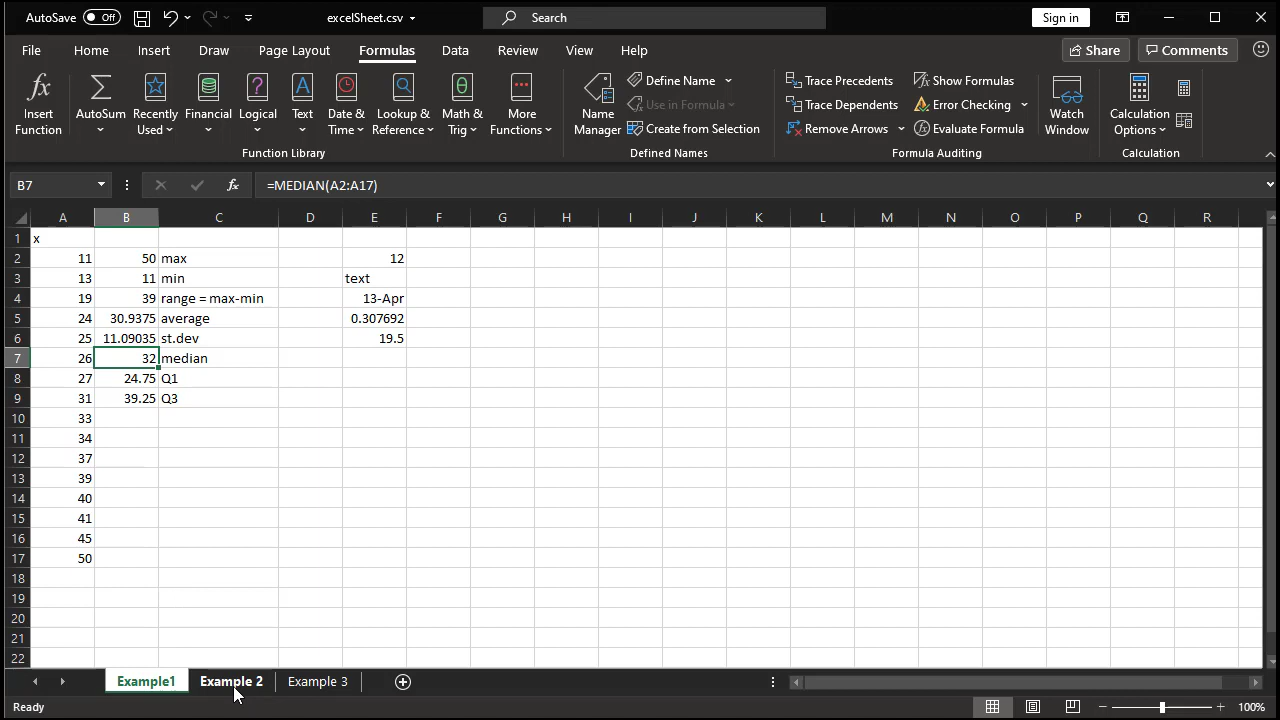 AutoSave Off excelSheet.csv Search Sign in
File Home Insert Draw Page Layout Formulas Data Review View Help Share Comments
Insert Function AutoSum Recently Used Financial Logical Text Date & Time Lookup & Reference Math & Trig More Functions
Function Library
Name Manager Define Name Use in Formula Create from Selection
Defined Names
Trace Precedents Trace Dependents Remove Arrows Show Formulas Error Checking Evaluate Formula
Formula Auditing
Watch Window
Calculation Options
Calculation
B7 fx =MEDIAN(A2:A17)
A B C D E F G H I J K L M N O P Q R
1 x
2 11 50 max 12
3 13 11 min text
4 19 39 range = max-min 13-Apr
5 24 30.9375 average 0.307692
6 25 11.09035 st.dev 19.5
7 26 32 median
8 27 24.75 Q1
9 31 39.25 Q3
10 33
11 34
12 37
13 39
14 40
15 41
16 45
17 50
18
19
20
21
22
Example1 Example 2 Example 3
Ready 100%